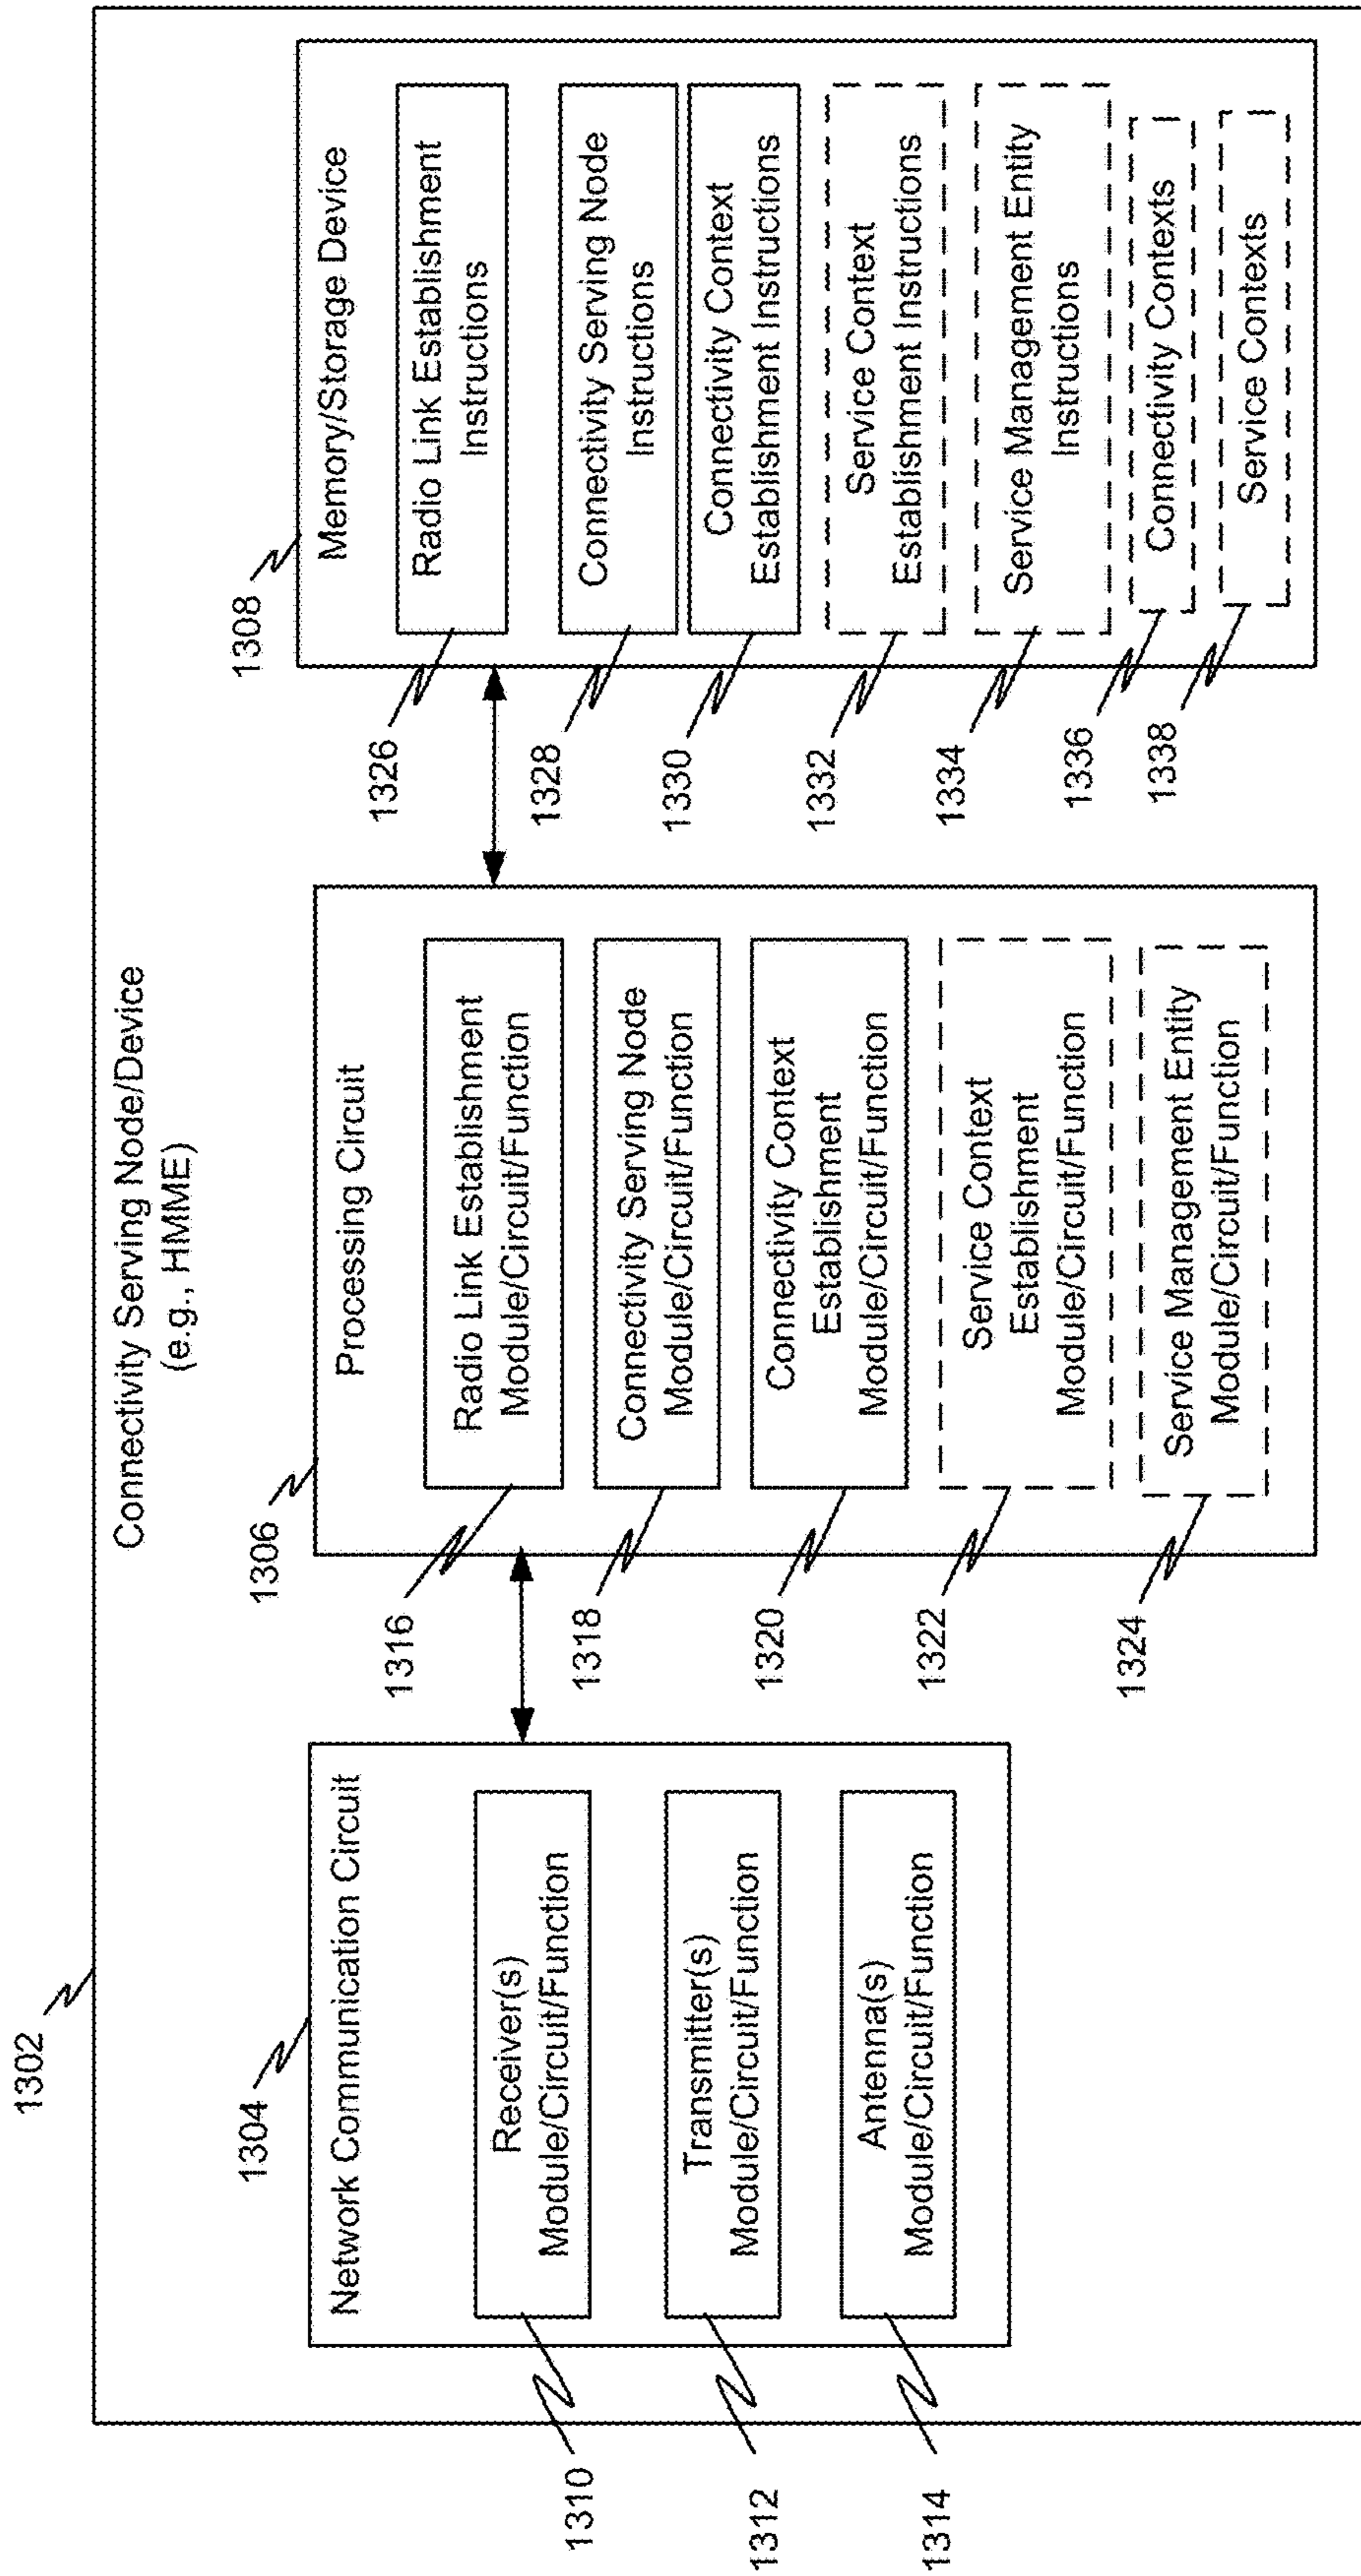 1302
Connectivity Serving Node/Device
(e.g., HMME)
1304
Network Communication Circuit
Receiver(s)
Module/Circuit/Function
1310
Transmitter(s)
Module/Circuit/Function
1312
Antenna(s)
Module/Circuit/Function
1314
1306
Processing Circuit
Radio Link Establishment
Module/Circuit/Function
1316
Connectivity Serving Node
Module/Circuit/Function
1318
Connectivity Context
Establishment
Module/Circuit/Function
1320
Service Context
Establishment
Module/Circuit/Function
1322
Service Management Entity
Module/Circuit/Function
1324
1308
Memory/Storage Device
Radio Link Establishment
Instructions
1326
Connectivity Serving Node
Instructions
1328
Connectivity Context
Establishment Instructions
1330
Service Context
Establishment Instructions
1332
Service Management Entity
Instructions
1334
Connectivity Contexts
1336
Service Contexts
1338